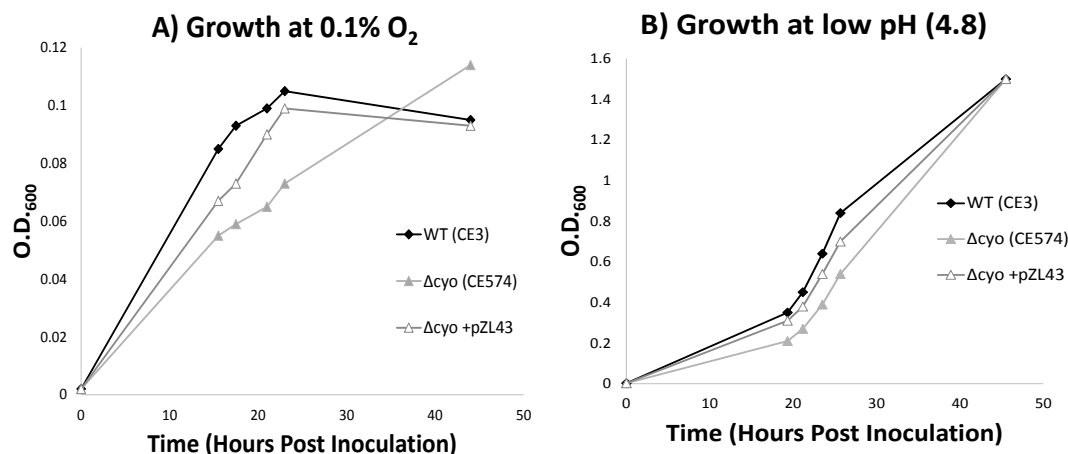 A) Growth at 0.1% O₂
0.12
0.1
0.08
0.06
0.04
0.02
0
O.D.₆₀₀
WT (CE3)
Δcyo (CE574)
Δcyo +pZL43
0 10 20 30 40 50
Time (Hours Post Inoculation)
B) Growth at low pH (4.8)
1.6
1.4
1.2
1
0.8
0.6
0.4
0.2
0
O.D.₆₀₀
WT (CE3)
Δcyo (CE574)
Δcyo +pZL43
0 10 20 30 40 50
Time (Hours Post Inoculation)